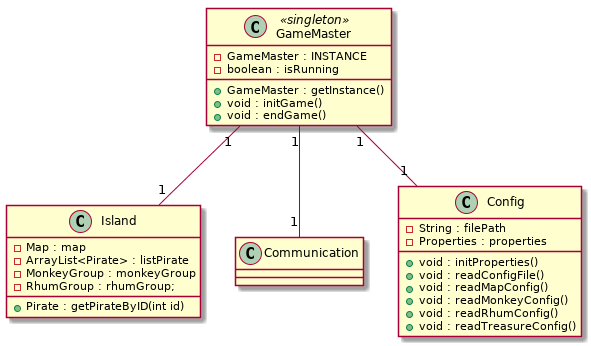 C «singleton»
GameMaster
GameMaster : INSTANCE
boolean : isRunning
GameMaster : getInstance()
void : initGame()
void : endGame()
1 1 1
1 1 1
C Island
Map : map
ArrayList<Pirate> : listPirate
MonkeyGroup : monkeyGroup
RhumGroup : rhumGroup;
Pirate : getPirateByID(int id)
C Communication
C Config
String : filePath
Properties : properties
void : initProperties()
void : readConfigFile()
void : readMapConfig()
void : readMonkeyConfig()
void : readRhumConfig()
void : readTreasureConfig()